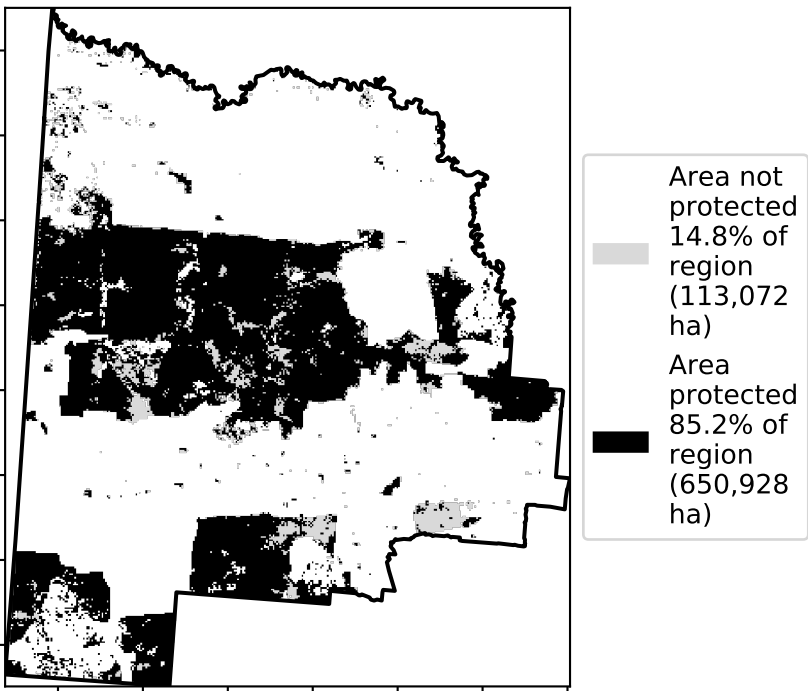 Area not
protected
14.8% of
region
(113,072
ha)
Area
protected
85.2% of
region
(650,928
ha)